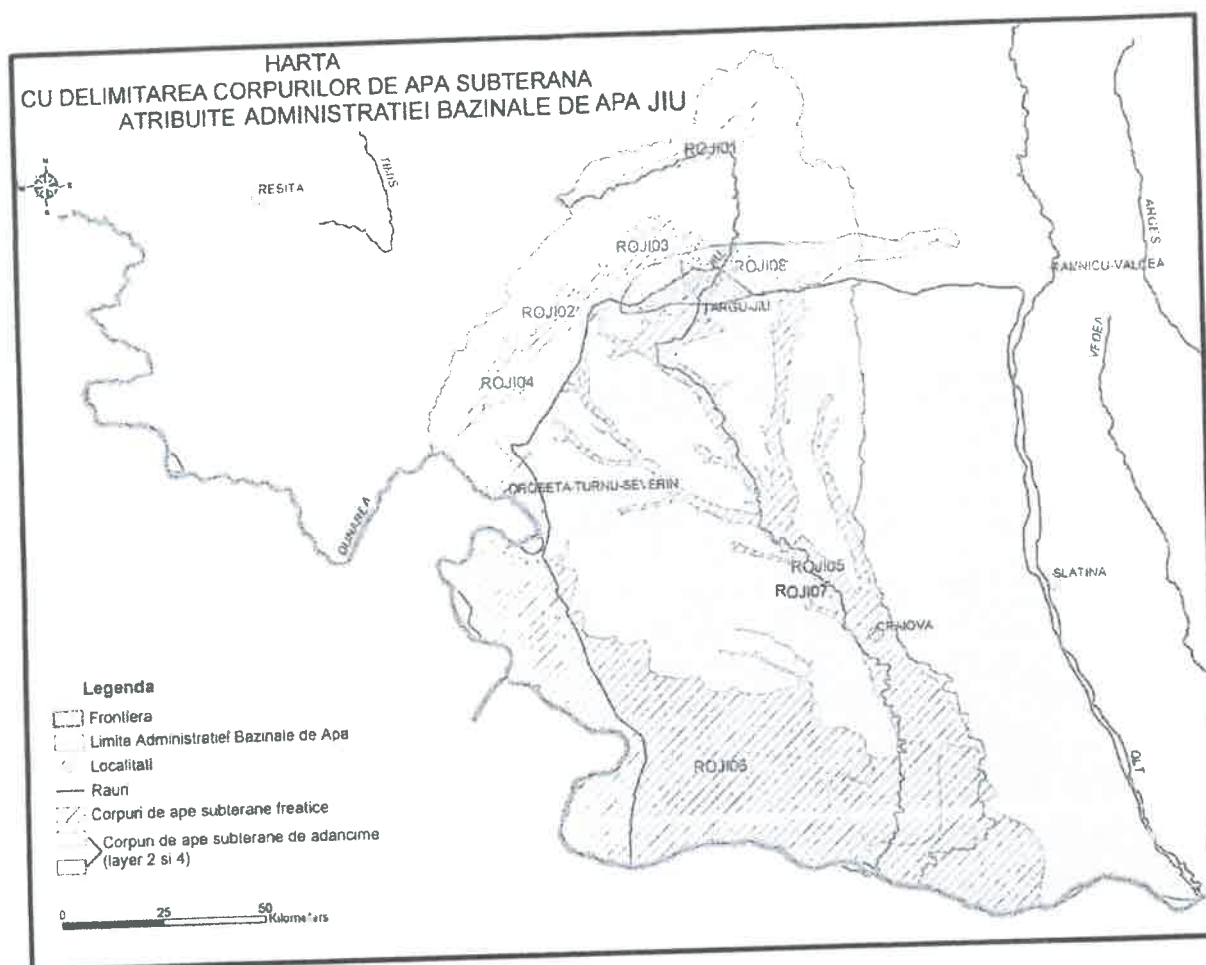 HARTA
CU DELIMITAREA CORPURILOR DE APA SUBTERANA
ATRIBUITE ADMINISTRATIEI BAZINALE DE APA JIU
RESITA
TIMIS
ROJI01
ROJI03
ROJI08
ARGES
RAMNICU-VALCEA
ROJI02
TARGU-JIU
VEDEA
ROJI04
DROBETA-TURNU-SEVERIN
DUNAREA
ROJI05
ROJI07
SLATINA
CRAIOVA
ROJI06
OLT
Legenda
Frontiera
Limita Administratiei Bazinale de Apa
Localitati
Rauri
Corpuri de ape subterane freatice
Corpuri de ape subterane de adancime
(layer 2 si 4)
0 25 50
Kilometers